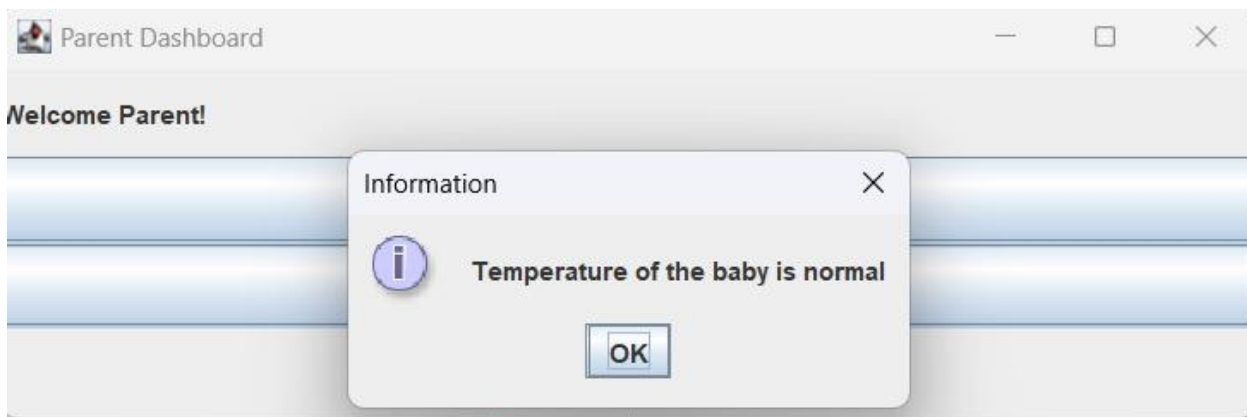 Parent Dashboard
Welcome Parent!
Information
i
Temperature of the baby is normal
OK